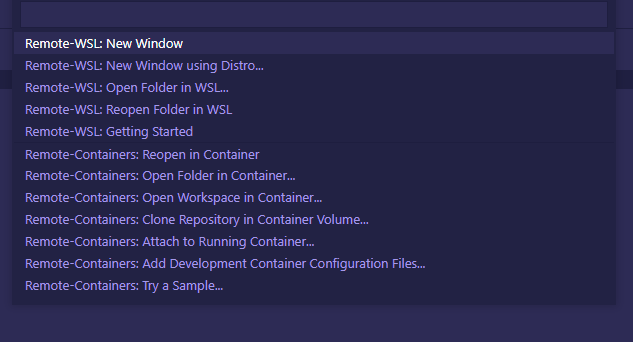 Remote-WSL: New Window
Remote-WSL: New Window using Distro...
Remote-WSL: Open Folder in WSL...
Remote-WSL: Reopen Folder in WSL
Remote-WSL: Getting Started
Remote-Containers: Reopen in Container
Remote-Containers: Open Folder in Container...
Remote-Containers: Open Workspace in Container...
Remote-Containers: Clone Repository in Container Volume...
Remote-Containers: Attach to Running Container...
Remote-Containers: Add Development Container Configuration Files...
Remote-Containers: Try a Sample...